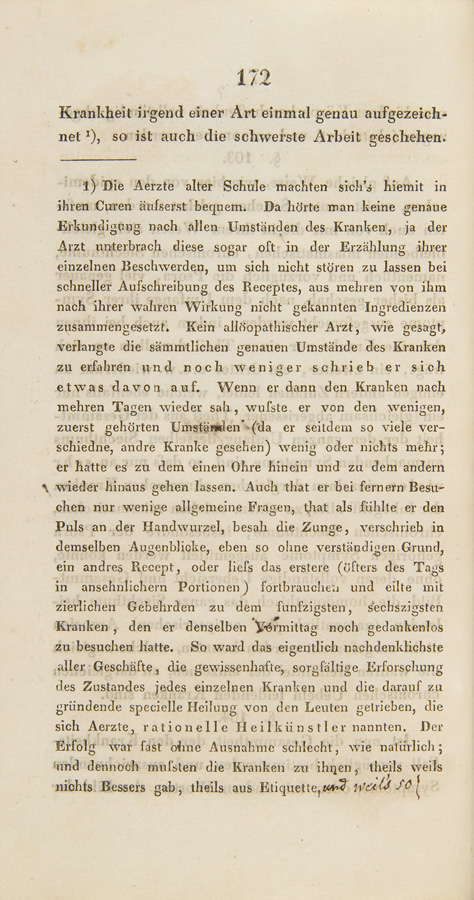 172
Krankheit irgend einer Art einmal genau aufgezeich-
net ¹), so ist auch die schwerste Arbeit geschehen.
1) Die Aerzte alter Schule machten sich's hiemit in
ihren Curen äufserst bequem. Da hörte man keine genaue
Erkundigung nach allen Umständen des Kranken, ja der
Arzt unterbrach diese sogar oft in der Erzählung ihrer
einzelnen Beschwerden, um sich nicht stören zu lassen bei
schneller Aufschreibung des Receptes, aus mehren von ihm
nach ihrer wahren Wirkung nicht gekannten Ingredienzen
zusammengesetzt. Kein allöopathischer Arzt, wie gesagt,
verlangte die sämmtlichen genauen Umstände des Kranken
zu erfahren und noch weniger schrieb er sich
etwas davon auf. Wenn er dann den Kranken nach
mehren Tagen wieder sah, wufste er von den wenigen,
zuerst gehörten Umständen (da er seitdem so viele ver-
schiedne, andre Kranke gesehen) wenig oder nichts mehr;
er hatte es zu dem einen Ohre hinein und zu dem andern
wieder hinaus gehen lassen. Auch that er bei fernern Besu-
chen nur wenige allgemeine Fragen, that als fühlte er den
Puls an der Handwurzel, besah die Zunge, verschrieb in
demselben Augenblicke, eben so ohne verständigen Grund,
ein andres Recept, oder liefs das erstere (öfters des Tags
in ansehnlichern Portionen) fortbrauchen und eilte mit
zierlichen Gebehrden zu dem funfzigsten, sechszigsten
Kranken, den er denselben Vormittag noch gedankenlos
zu besuchen hatte. So ward das eigentlich nachdenklichste
aller Geschäfte, die gewissenhafte, sorgfältige Erforschung
des Zustandes jedes einzelnen Kranken und die darauf zu
gründende specielle Heilung von den Leuten getrieben, die
sich Aerzte, rationelle Heilkünstler nannten. Der
Erfolg war fast ohne Ausnahme schlecht, wie natürlich;
und dennoch mufsten die Kranken zu ihnen, theils weils
nichts Bessers gab, theils aus Etiquette, und weil's so